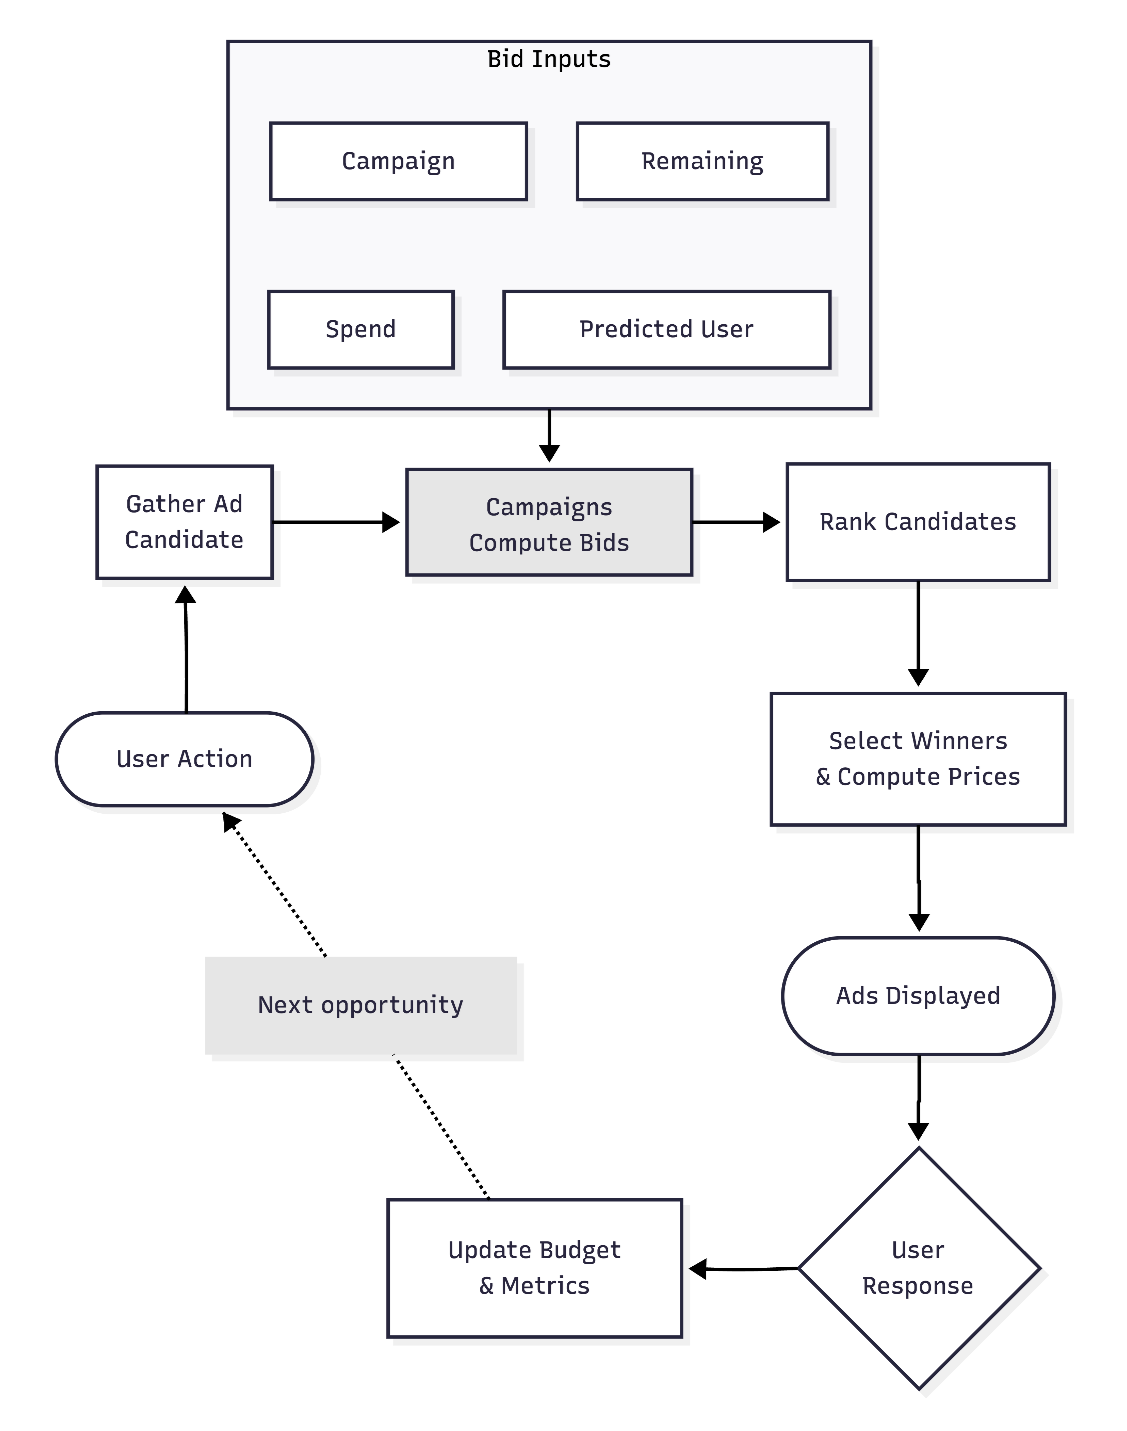 Bid Inputs
Campaign
Remaining
Spend
Predicted User
Gather Ad
Candidate
Campaigns
Compute Bids
Rank Candidates
Select Winners
& Compute Prices
User Action
Ads Displayed
Next opportunity
Update Budget
& Metrics
User
Response